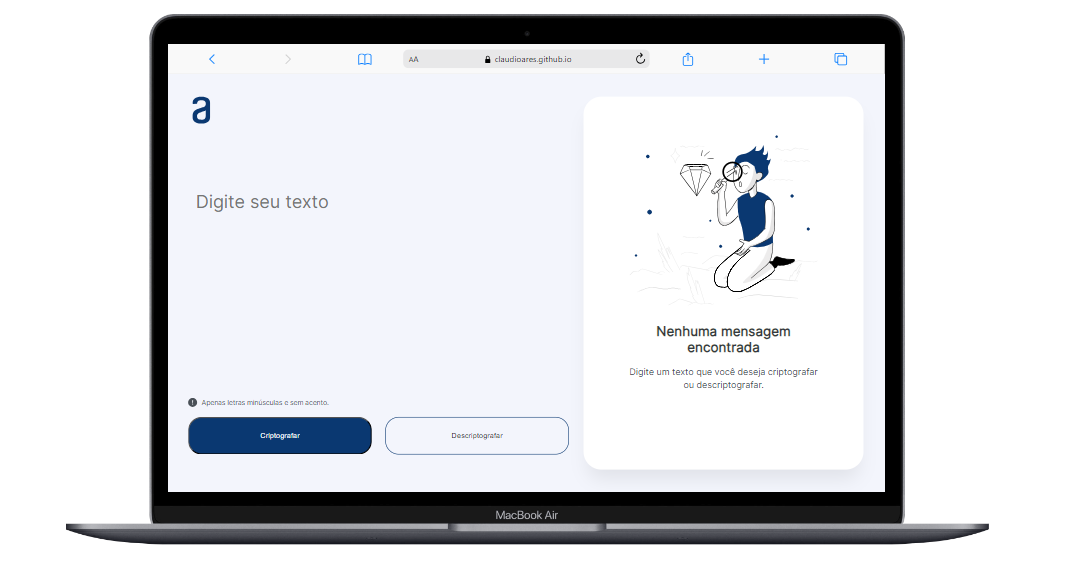 AA claudioares.github.io
a
Digite seu texto
Nenhuma mensagem
encontrada
Digite um texto que você deseja criptografar
ou descriptografar.
! Apenas letras minúsculas e sem acento.
Criptografar Descriptografar
MacBook Air